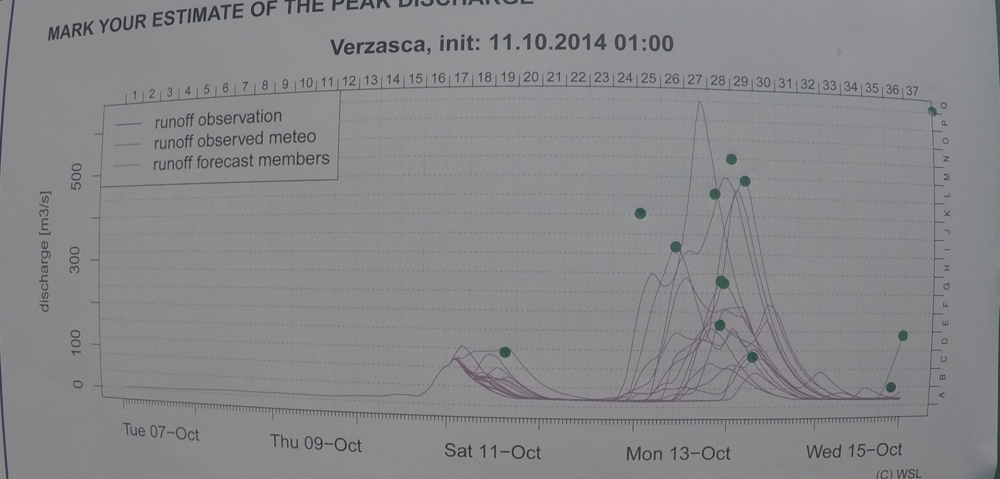 MARK YOUR ESTIMATE OF THE PEAK DISCHARGE
Verzasca, init: 11.10.2014 01:00
1 2 3 4 5 6 7 8 9 10 11 12 13 14 15 16 17 18 19 20 21 22 23 24 25 26 27 28 29 30 31 32 33 34 35 36 37
runoff observation
runoff observed meteo
runoff forecast members
discharge [m3/s]
500
300
100
0
Q
P
O
N
M
L
K
J
I
H
G
F
E
D
C
B
A
Tue 07−Oct
Thu 09−Oct
Sat 11−Oct
Mon 13−Oct
Wed 15−Oct
(C) WSL